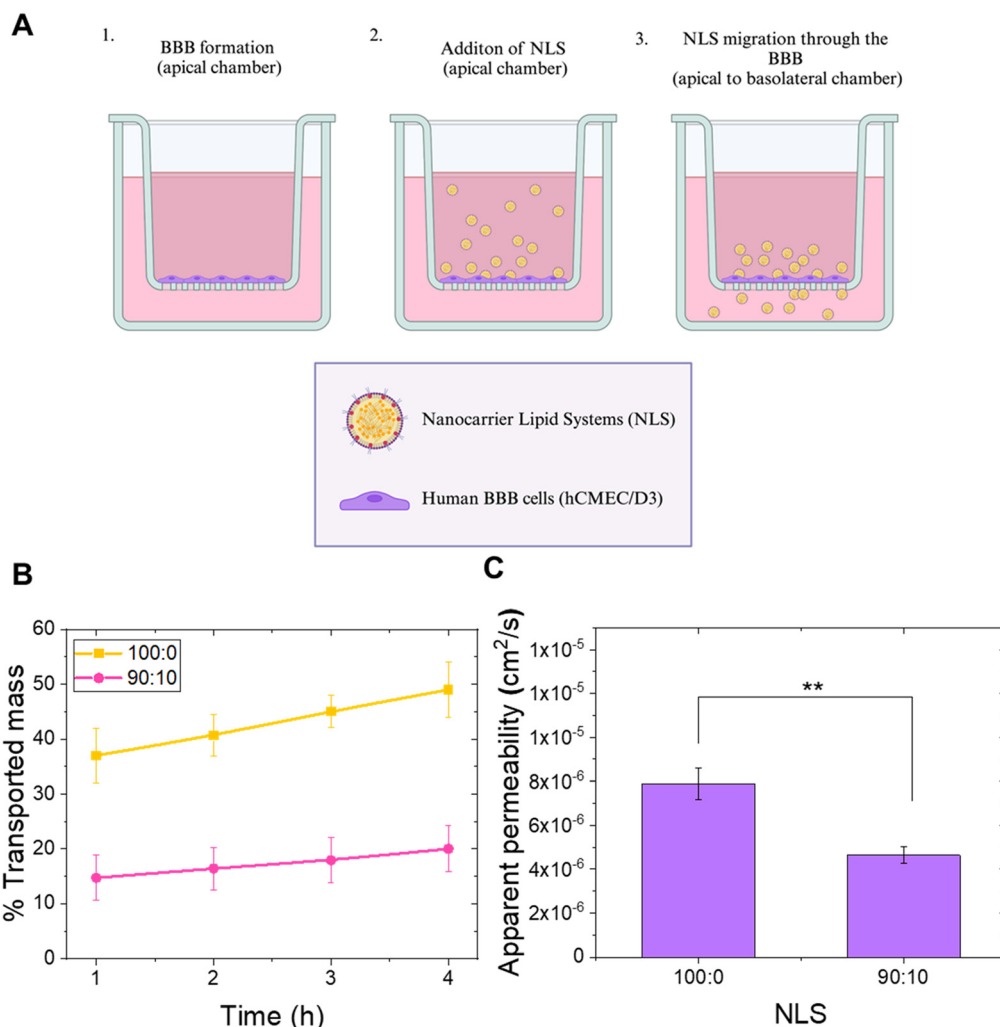 A
1.
BBB formation
(apical chamber)
2.
Additon of NLS
(apical chamber)
3.
NLS migration through the
BBB
(apical to basolateral chamber)
Nanocarrier Lipid Systems (NLS)
Human BBB cells (hCMEC/D3)
B
% Transported mass
60
50
40
30
20
10
0
100:0
90:10
1
2
3
4
Time (h)
C
Apparent permeability (cm²/s)
1x10⁻⁵
1x10⁻⁵
1x10⁻⁵
8x10⁻⁶
6x10⁻⁶
4x10⁻⁶
2x10⁻⁶
0
**
100:0
90:10
NLS